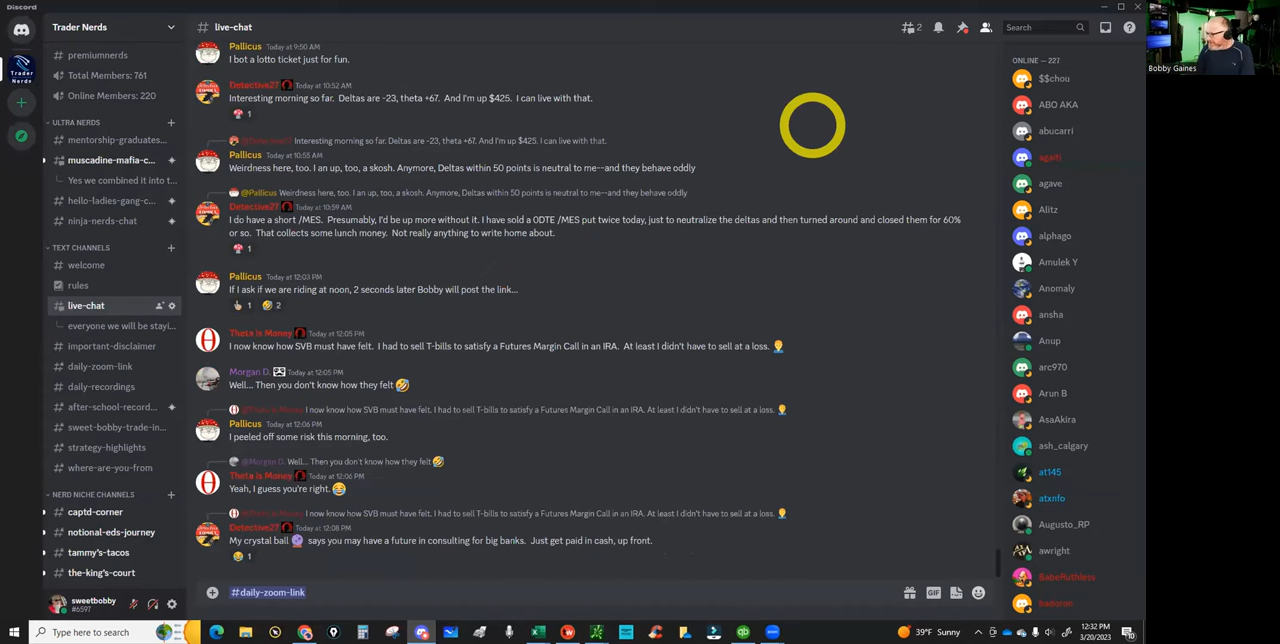 Discord
Trader Nerds
premiumnerds
Total Members: 761
Online Members: 220
ULTRA NERDS
mentorship-graduates...
muscadine-mafia-c...
Yes we combined it into t...
hello-ladies-gang-c...
ninja-nerds-chat
TEXT CHANNELS
welcome
rules
live-chat
everyone we will be stayi...
important-disclaimer
daily-zoom-link
daily-recordings
after-school-record...
sweet-bobby-trade-in...
strategy-highlights
where-are-you-from
NERD NICHE CHANNELS
captd-corner
notional-eds-journey
tammy's-tacos
the-king's-court
sweetbobby
#6597
live-chat
2
Search
Pallicus Today at 9:50 AM
I bot a lotto ticket just for fun.
Detective27 Today at 10:52 AM
Interesting morning so far. Deltas are -23, theta +67. And I'm up $425. I can live with that.
1
@Detective27 Interesting morning so far. Deltas are -23, theta +67. And I'm up $425. I can live with that.
Pallicus Today at 10:55 AM
Weirdness here, too. I an up, too, a skosh. Anymore, Deltas within 50 points is neutral to me--and they behave oddly
@Pallicus Weirdness here, too. I an up, too, a skosh. Anymore, Deltas within 50 points is neutral to me--and they behave oddly
Detective27 Today at 10:59 AM
I do have a short /MES. Presumably, I'd be up more without it. I have sold a 0DTE /MES put twice today, just to neutralize the deltas and then turned around and closed them for 60%
or so. That collects some lunch money. Not really anything to write home about.
1
Pallicus Today at 12:03 PM
If I ask if we are riding at noon, 2 seconds later Bobby will post the link...
1 2
Theta is Money Today at 12:05 PM
I now know how SVB must have felt. I had to sell T-bills to satisfy a Futures Margin Call in an IRA. At least I didn't have to sell at a loss.
Morgan D. Today at 12:05 PM
Well... Then you don't know how they felt
@Theta is Money I now know how SVB must have felt. I had to sell T-bills to satisfy a Futures Margin Call in an IRA. At least I didn't have to sell at a loss.
Pallicus Today at 12:06 PM
I peeled off some risk this morning, too.
@Morgan D. Well... Then you don't know how they felt
Theta is Money Today at 12:06 PM
Yeah, I guess you're right.
@Theta is Money I now know how SVB must have felt. I had to sell T-bills to satisfy a Futures Margin Call in an IRA. At least I didn't have to sell at a loss.
Detective27 Today at 12:08 PM
My crystal ball says you may have a future in consulting for big banks. Just get paid in cash, up front.
1
#daily-zoom-link
GIF
ONLINE — 227
$$chou
ABO AKA
abucarri
agaiti
agave
Alitz
alphago
Amulek Y
Anomaly
ansha
Anup
arc970
Arun B
AsaAkira
ash_calgary
at145
atxnfo
Augusto_RP
awright
BabeRuthless
badaran
Bobby Gaines
Type here to search
39°F Sunny
12:32 PM
3/20/2023